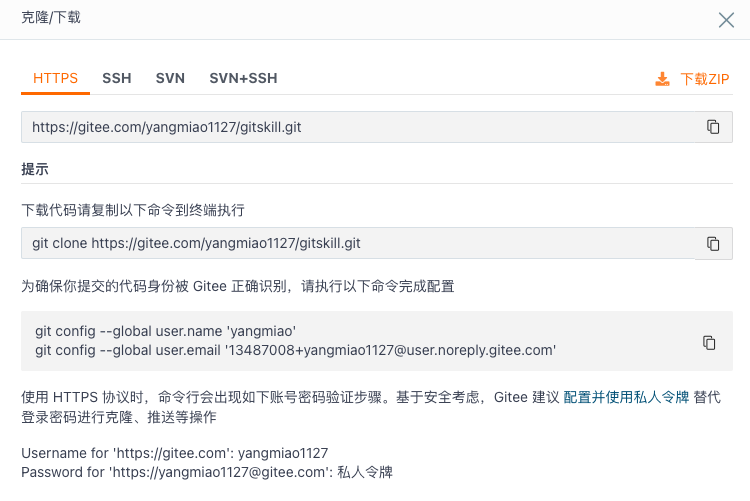 克隆/下载
HTTPS SSH SVN SVN+SSH 下载ZIP
https://gitee.com/yangmiao1127/gitskill.git
提示
下载代码请复制以下命令到终端执行
git clone https://gitee.com/yangmiao1127/gitskill.git
为确保你提交的代码身份被 Gitee 正确识别，请执行以下命令完成配置
git config --global user.name 'yangmiao'
git config --global user.email '13487008+yangmiao1127@user.noreply.gitee.com'
使用 HTTPS 协议时，命令行会出现如下账号密码验证步骤。基于安全考虑，Gitee 建议 配置并使用私人令牌 替代
登录密码进行克隆、推送等操作
Username for 'https://gitee.com': yangmiao1127
Password for 'https://yangmiao1127@gitee.com': 私人令牌